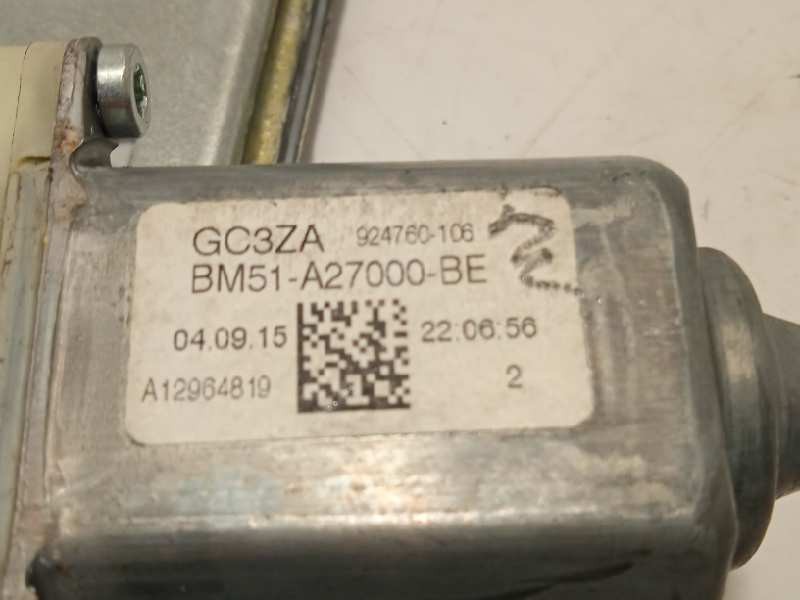 GC3ZA 924760-106
BM51-A27000-BE
04.09.15 22:06:56
A12964819 2